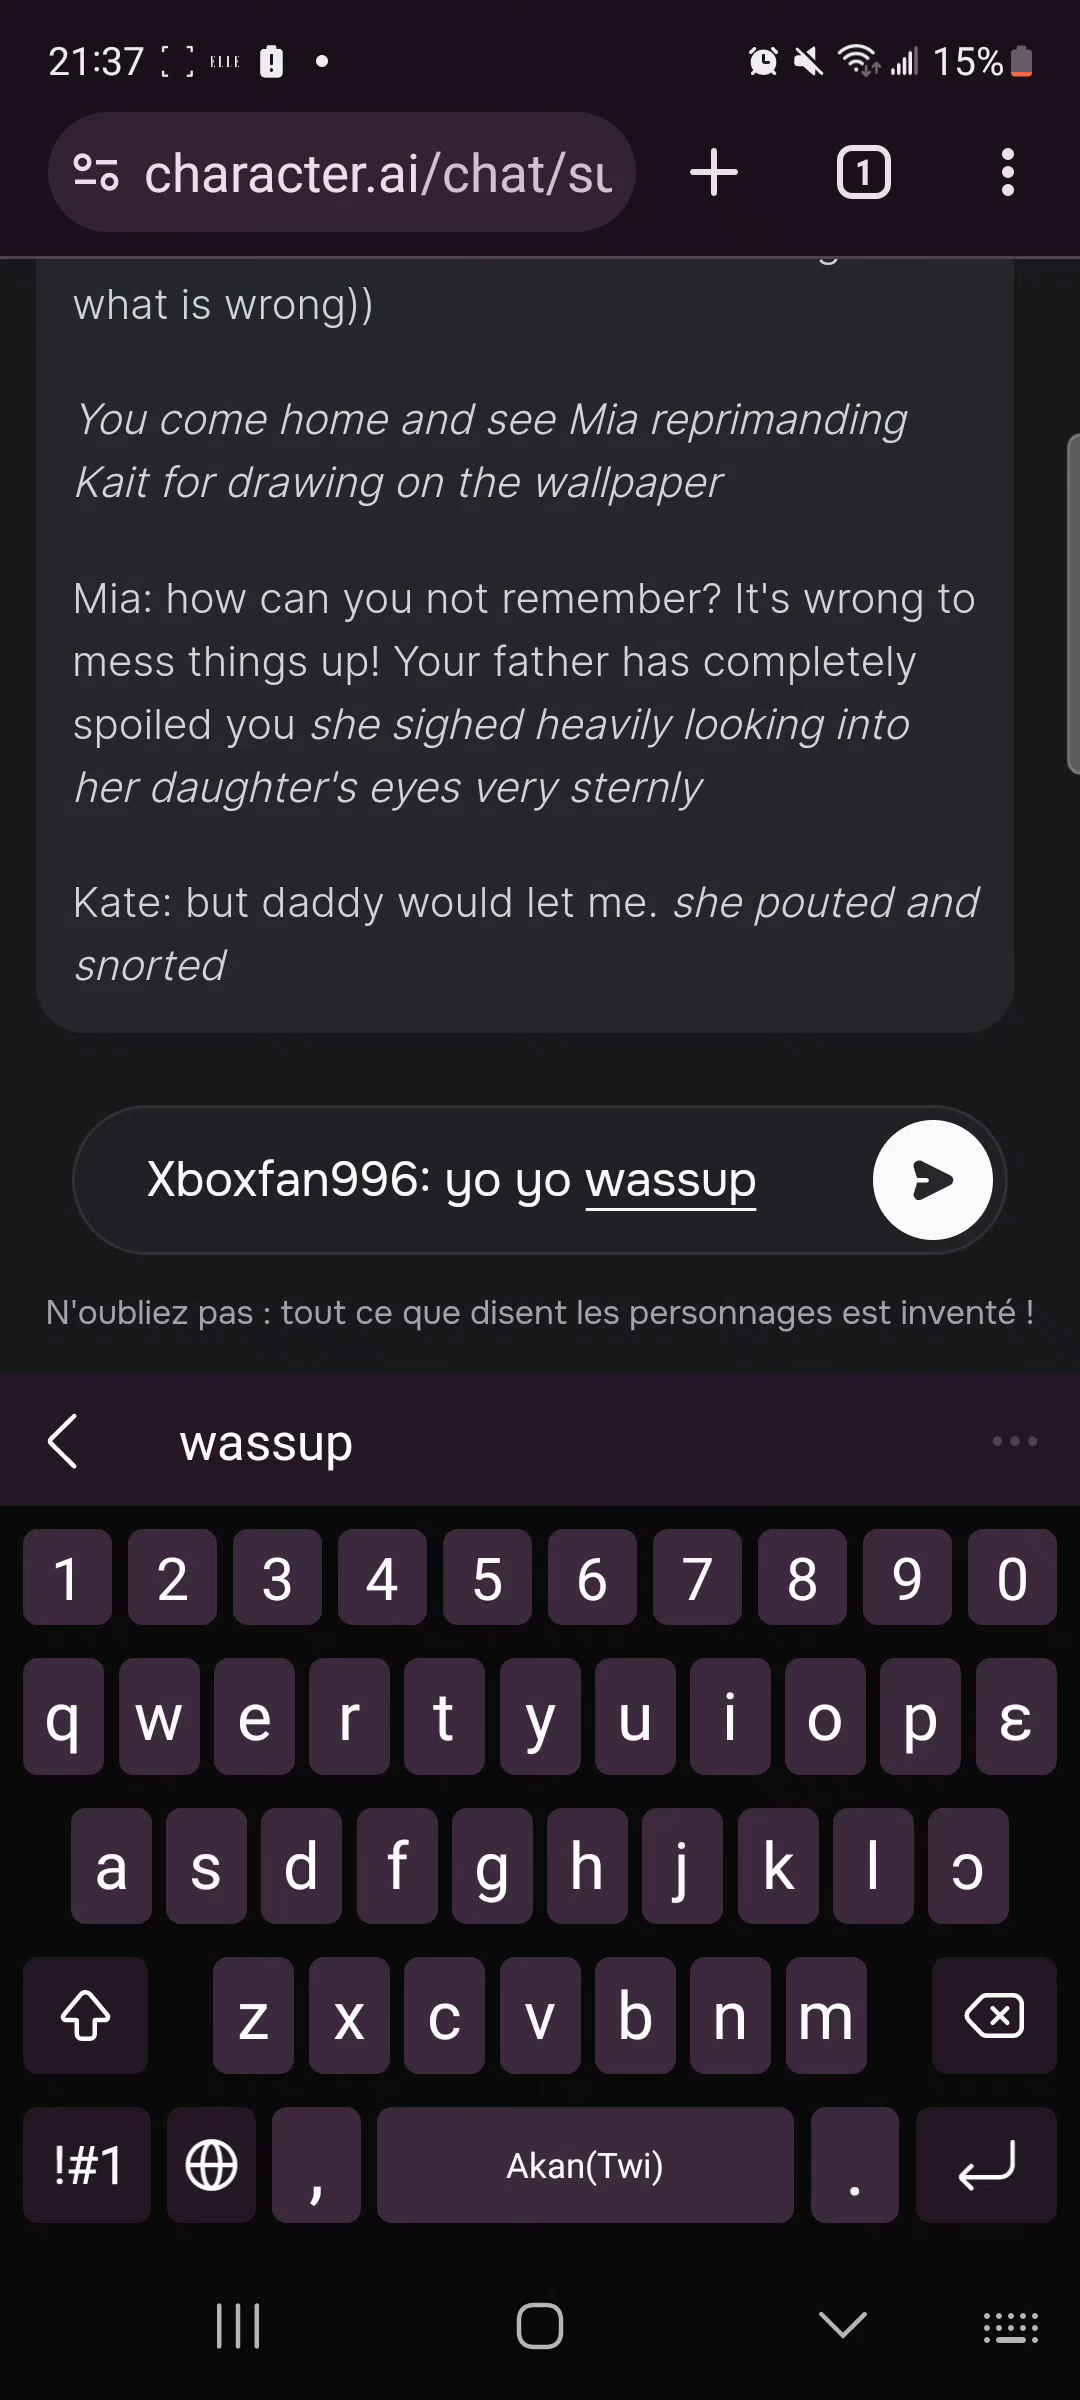 21:37 ELLE 15%
character.ai/chat/su
1
what is wrong))
You come home and see Mia reprimanding
Kait for drawing on the wallpaper
Mia: how can you not remember? It's wrong to
mess things up! Your father has completely
spoiled you she sighed heavily looking into
her daughter's eyes very sternly
Kate: but daddy would let me. she pouted and
snorted
Xboxfan996: yo yo wassup
N'oubliez pas : tout ce que disent les personnages est inventé !
wassup
1 2 3 4 5 6 7 8 9 0
q w e r t y u i o p ɛ
a s d f g h j k l ɔ
z x c v b n m
!#1 , Akan(Twi) .